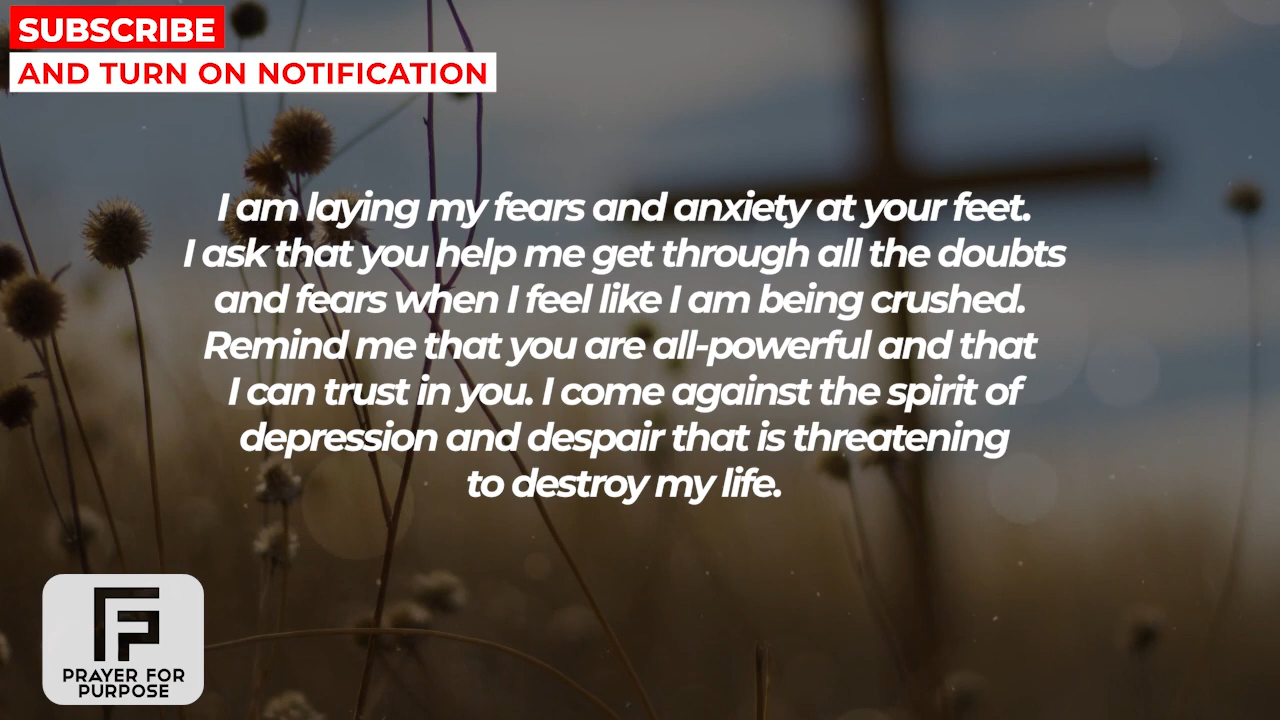 SUBSCRIBE
AND TURN ON NOTIFICATION
I am laying my fears and anxiety at your feet.
I ask that you help me get through all the doubts
and fears when I feel like I am being crushed.
Remind me that you are all-powerful and that
I can trust in you. I come against the spirit of
depression and despair that is threatening
to destroy my life.
PRAYER FOR
PURPOSE